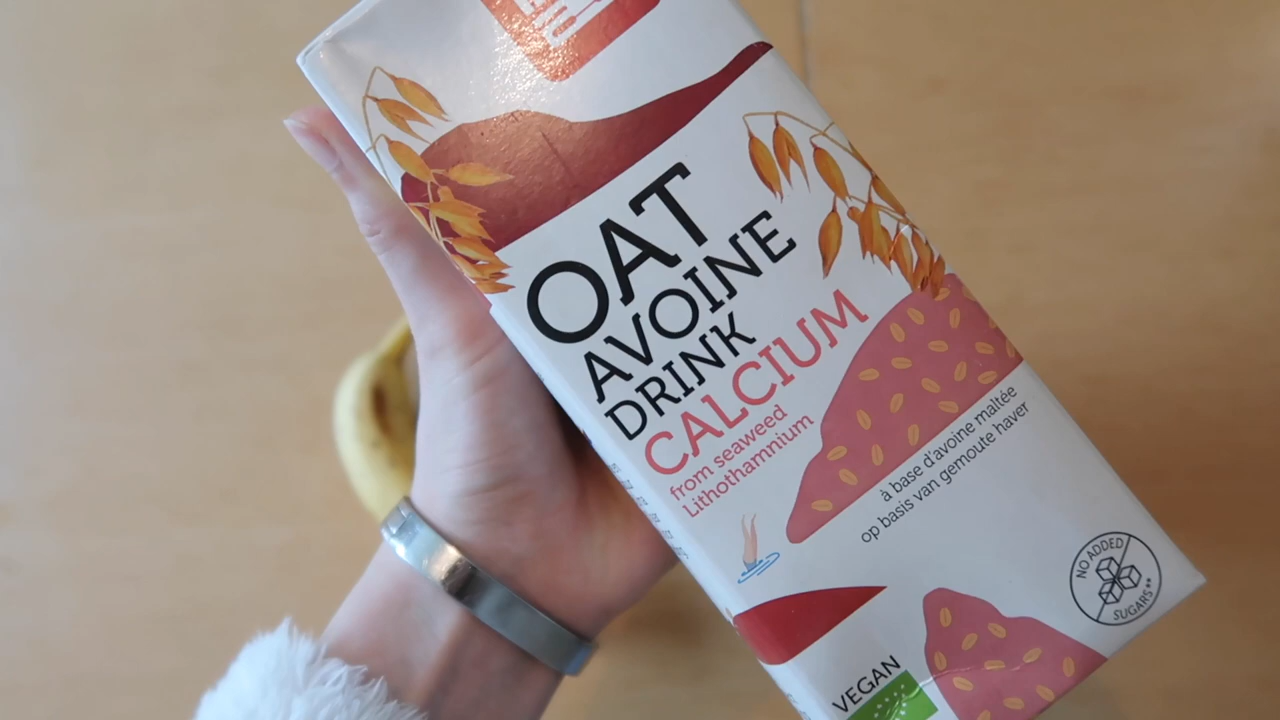 OAT
AVOINE
DRINK
CALCIUM
from seaweed
Lithothamnium
à base d'avoine maltée
op basis van gemoute haver
NO ADDED
SUGARS**
VEGAN